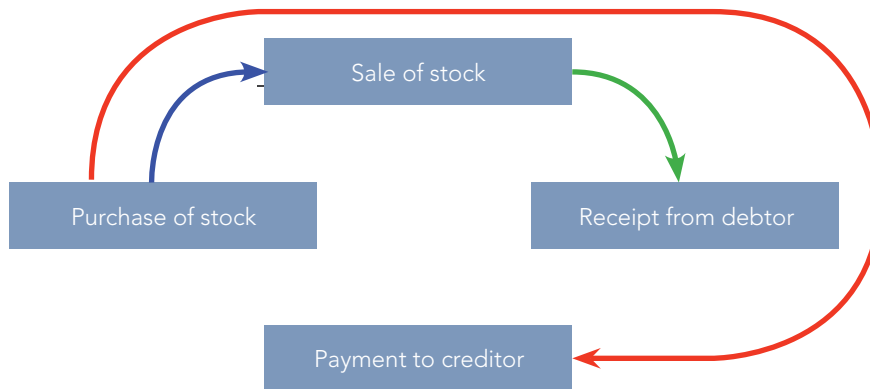 Sale of stock
Purchase of stock
Receipt from debtor
Payment to creditor